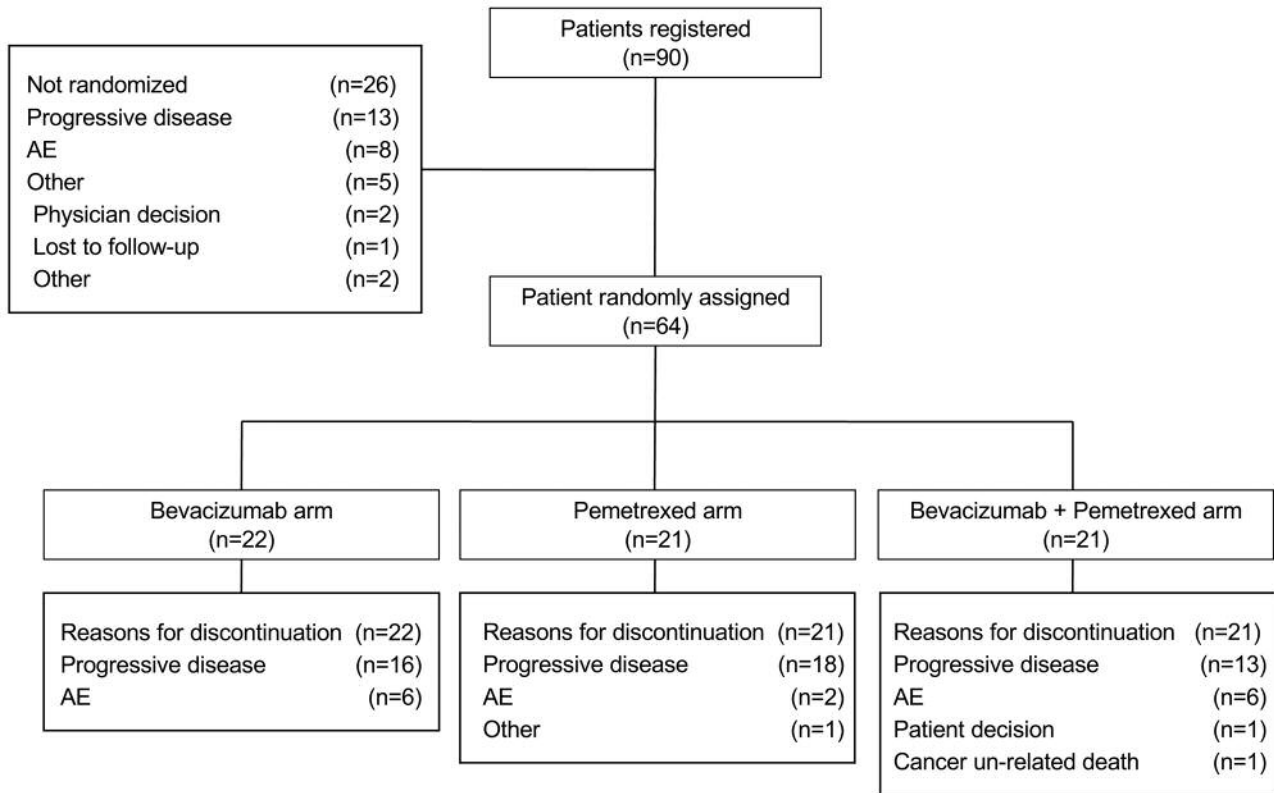 Patients registered
(n=90)
Not randomized (n=26)
Progressive disease (n=13)
AE (n=8)
Other (n=5)
Physician decision (n=2)
Lost to follow-up (n=1)
Other (n=2)
Patient randomly assigned
(n=64)
Bevacizumab arm
(n=22)
Pemetrexed arm
(n=21)
Bevacizumab + Pemetrexed arm
(n=21)
Reasons for discontinuation (n=22)
Progressive disease (n=16)
AE (n=6)
Reasons for discontinuation (n=21)
Progressive disease (n=18)
AE (n=2)
Other (n=1)
Reasons for discontinuation (n=21)
Progressive disease (n=13)
AE (n=6)
Patient decision (n=1)
Cancer un-related death (n=1)